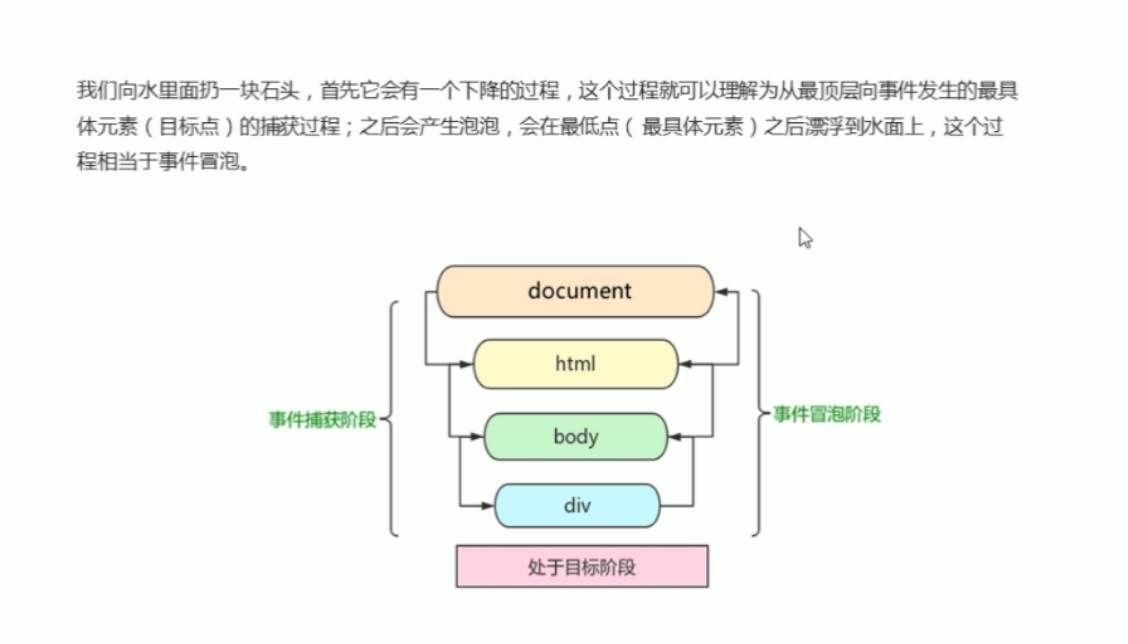 我们向水里面扔一块石头，首先它会有一个下降的过程，这个过程就可以理解为从最顶层向事件发生的最具
体元素（目标点）的捕获过程；之后会产生泡泡，会在最低点（ 最具体元素）之后漂浮到水面上，这个过
程相当于事件冒泡。
document
html
事件捕获阶段
事件冒泡阶段
body
div
处于目标阶段